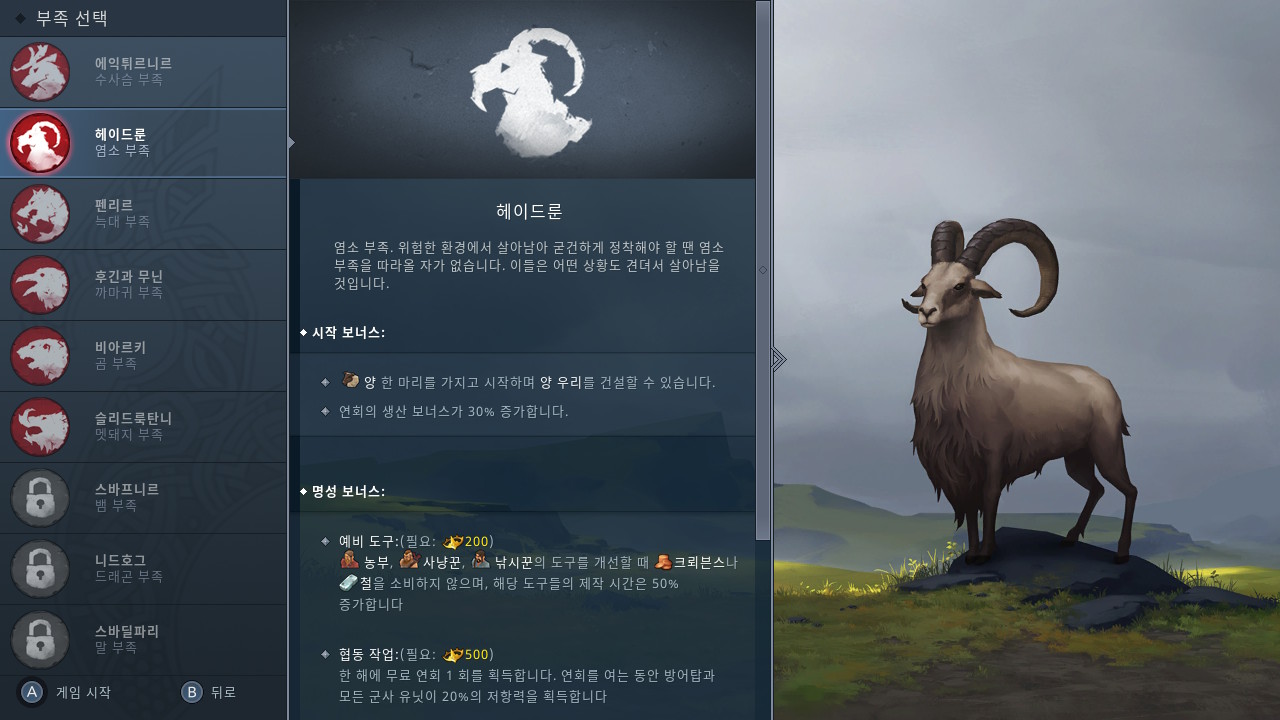 부족 선택
에익튀르니르
수사슴 부족
헤이드룬
염소 부족
펜리르
늑대 부족
후긴과 무닌
까마귀 부족
비아르키
곰 부족
슬리드룩탄니
멧돼지 부족
스바프니르
뱀 부족
니드호그
드래곤 부족
스바딜파리
말 부족
A 게임 시작
B 뒤로
헤이드룬
염소 부족. 위험한 환경에서 살아남아 굳건하게 정착해야 할 땐 염소
부족을 따라올 자가 없습니다. 이들은 어떤 상황도 견뎌서 살아남을
것입니다.
시작 보너스:
양 한 마리를 가지고 시작하며 양 우리를 건설할 수 있습니다.
연회의 생산 보너스가 30% 증가합니다.
명성 보너스:
예비 도구:(필요: 200)
농부, 사냥꾼, 낚시꾼의 도구를 개선할 때 크뢰븐스나
철을 소비하지 않으며, 해당 도구들의 제작 시간은 50%
증가합니다
협동 작업:(필요: 500)
한 해에 무료 연회 1 회를 획득합니다. 연회를 여는 동안 방어탑과
모든 군사 유닛이 20%의 저항력을 획득합니다